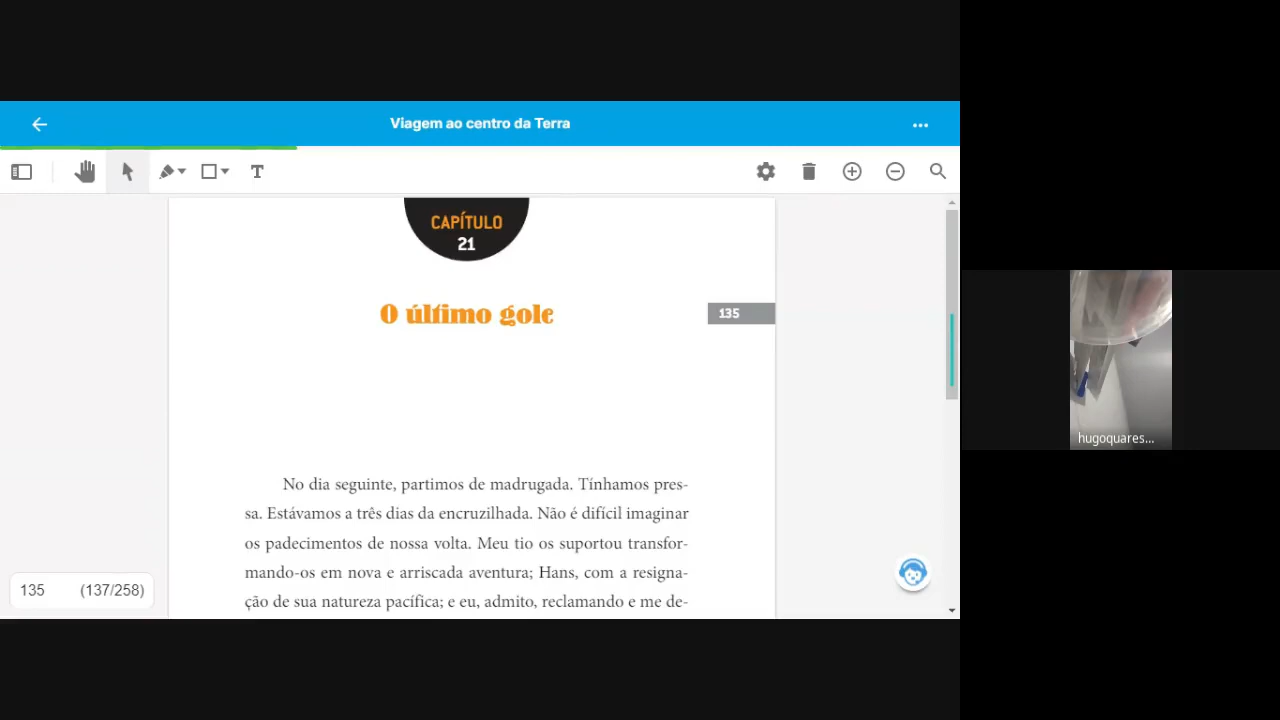 Viagem ao centro da Terra
CAPÍTULO
21
O último gole
135
No dia seguinte, partimos de madrugada. Tínhamos pres-
sa. Estávamos a três dias da encruzilhada. Não é difícil imaginar
os padecimentos de nossa volta. Meu tio os suportou transfor-
mando-os em nova e arriscada aventura; Hans, com a resigna-
ção de sua natureza pacífica; e eu, admito, reclamando e me de-
135 (137/258)
hugoquares...